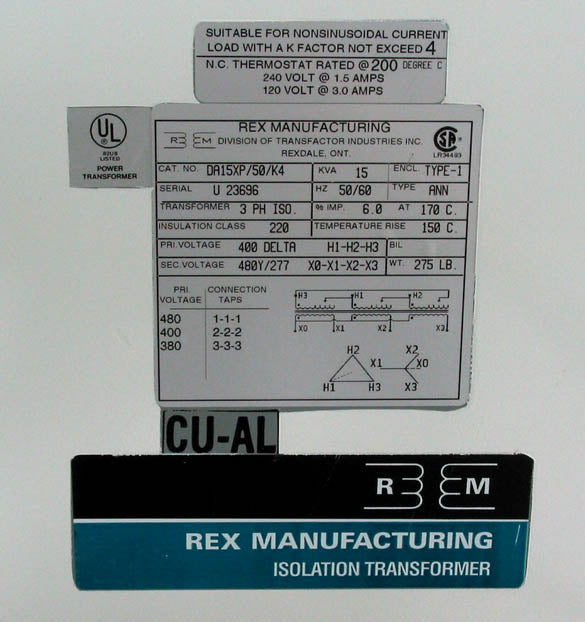 SUITABLE FOR NONSINUSOIDAL CURRENT
LOAD WITH A K FACTOR NOT EXCEED 4
N.C. THERMOSTAT RATED @ 200 DEGREE C
240 VOLT @ 1.5 AMPS
120 VOLT @ 3.0 AMPS
UL
LISTED
POWER
TRANSFORMER
REX MANUFACTURING
R M DIVISION OF TRANSFACTOR INDUSTRIES INC.
REXDALE, ONT.
LR34493
CAT. NO. DA15XP/50/K4 KVA 15 ENCL. TYPE-1
SERIAL U 23696 HZ 50/60 TYPE ANN
TRANSFORMER 3 PH ISO. % IMP. 6.0 AT 170 C.
INSULATION CLASS 220 TEMPERATURE RISE 150 C.
PRI. VOLTAGE 400 DELTA H1-H2-H3 BIL
SEC. VOLTAGE 480Y/277 X0-X1-X2-X3 WT. 275 LB.
PRI. CONNECTION
VOLTAGE TAPS
480 1-1-1
400 2-2-2
380 3-3-3
H3 H1 H2
X0 X1 X2 X3
H2 X2
X1 X0
H1 H3 X3
CU-AL
R M
REX MANUFACTURING
ISOLATION TRANSFORMER